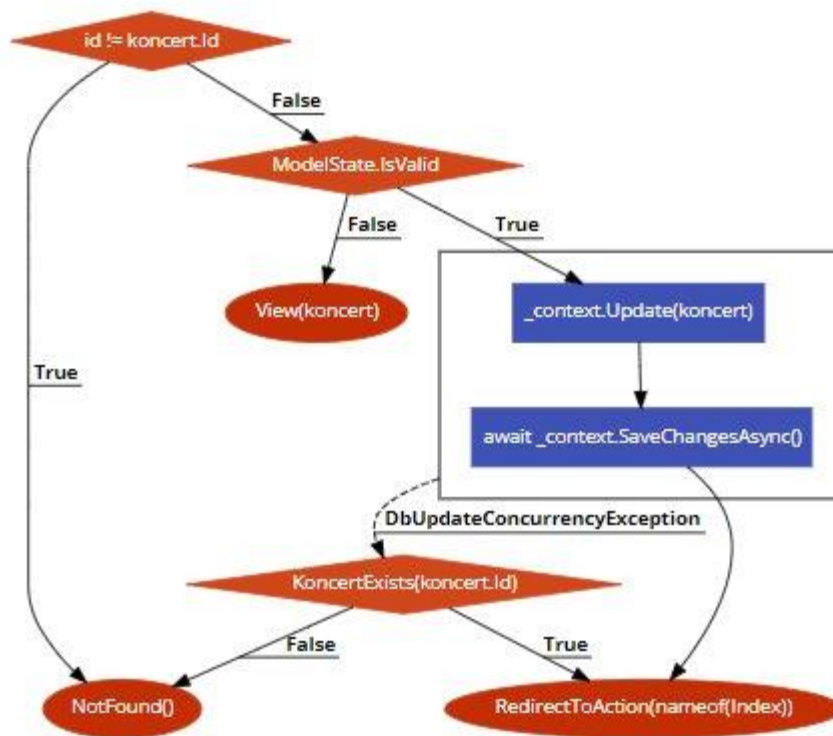 id != koncert.Id
False
ModelState.IsValid
False
True
View(koncert)
_context.Update(koncert)
True
await _context.SaveChangesAsync()
DbUpdateConcurrencyException
KoncertExists(koncert.Id)
False
True
NotFound()
RedirectToAction(nameof(Index))